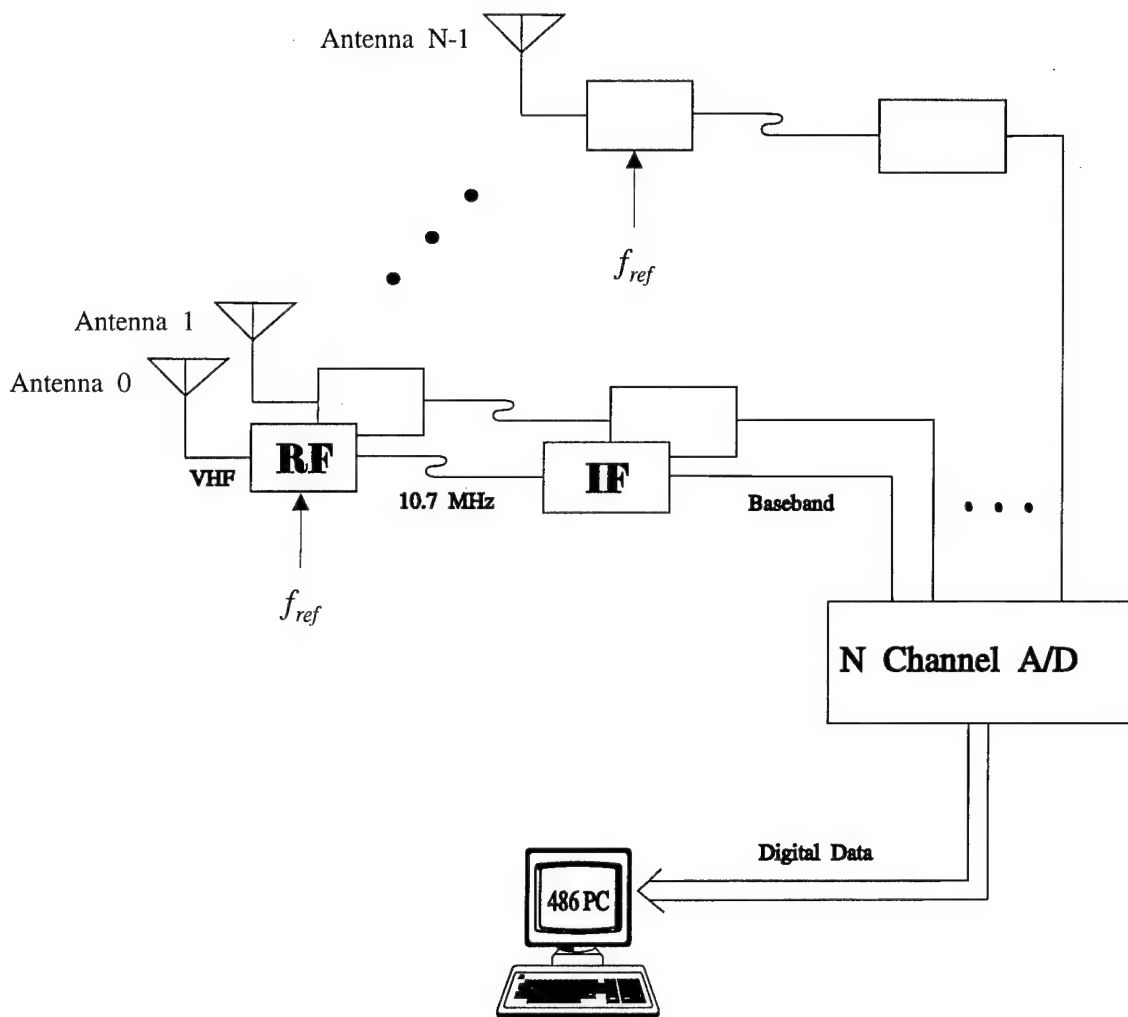 Antenna N-1
f_ref
Antenna 1
Antenna 0
RF
VHF
10.7 MHz
IF
Baseband
f_ref
N Channel A/D
Digital Data
486 PC